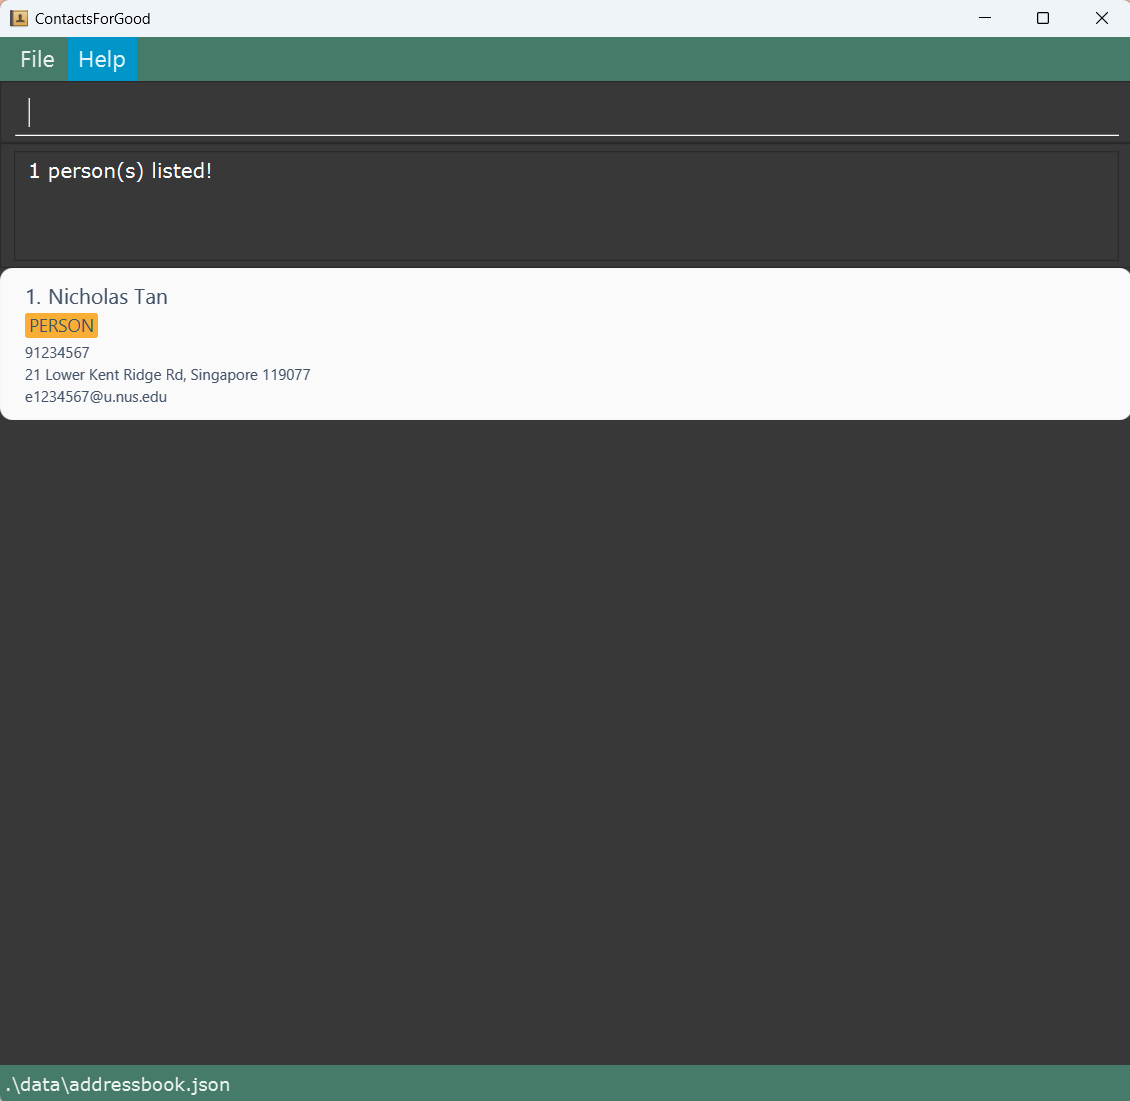 ContactsForGood
File Help
1 person(s) listed!
1. Nicholas Tan
PERSON
91234567
21 Lower Kent Ridge Rd, Singapore 119077
e1234567@u.nus.edu
.\data\addressbook.json